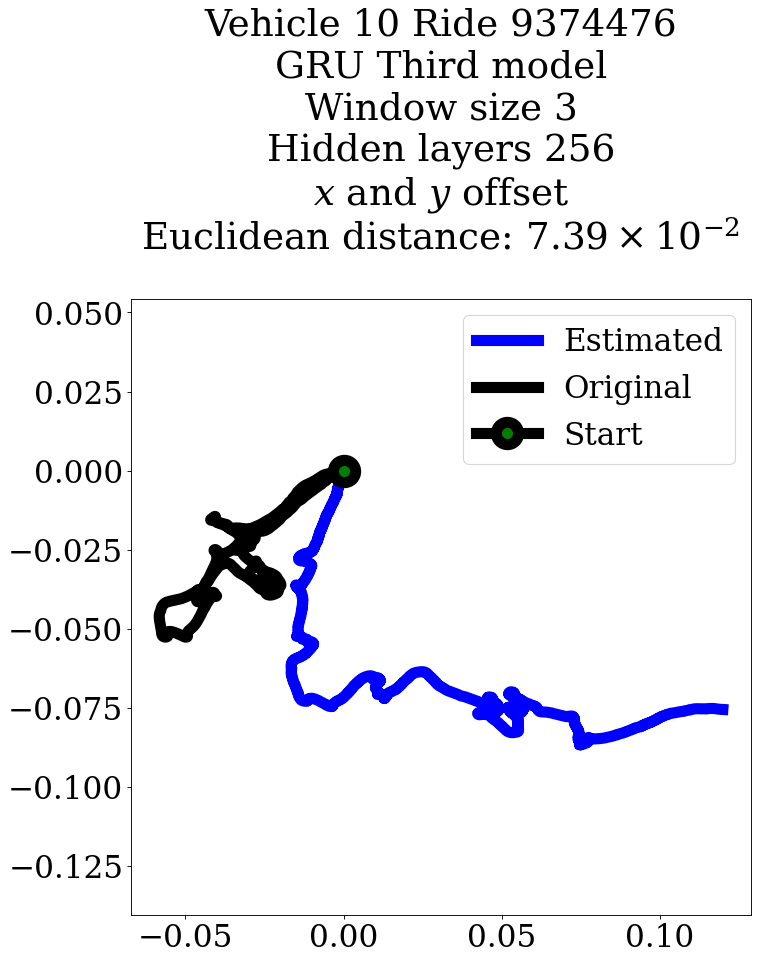 Vehicle 10 Ride 9374476
GRU Third model
Window size 3
Hidden layers 256
x and y offset
Euclidean distance: 7.39 × 10⁻²
Estimated
Original
Start
0.050
0.025
0.000
−0.025
−0.050
−0.075
−0.100
−0.125
−0.05 0.00 0.05 0.10